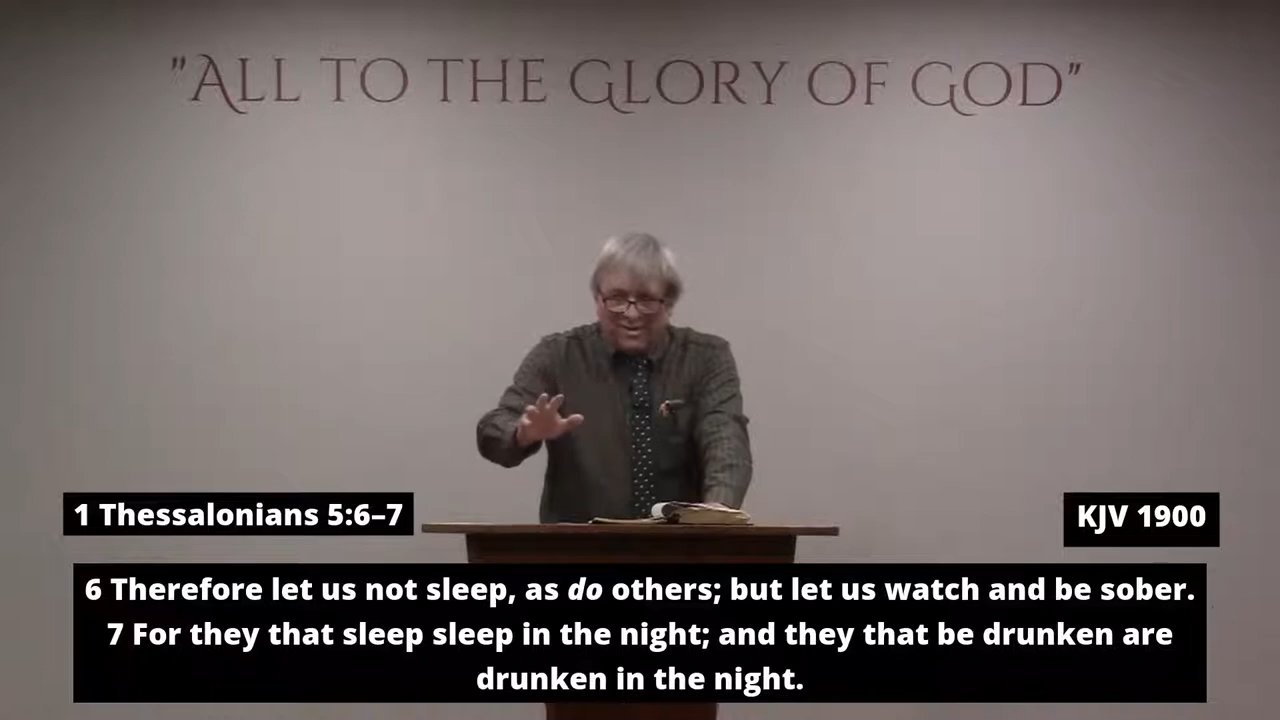 "ALL TO THE GLORY OF GOD"
1 Thessalonians 5:6–7
KJV 1900
6 Therefore let us not sleep, as do others; but let us watch and be sober.
7 For they that sleep sleep in the night; and they that be drunken are
drunken in the night.